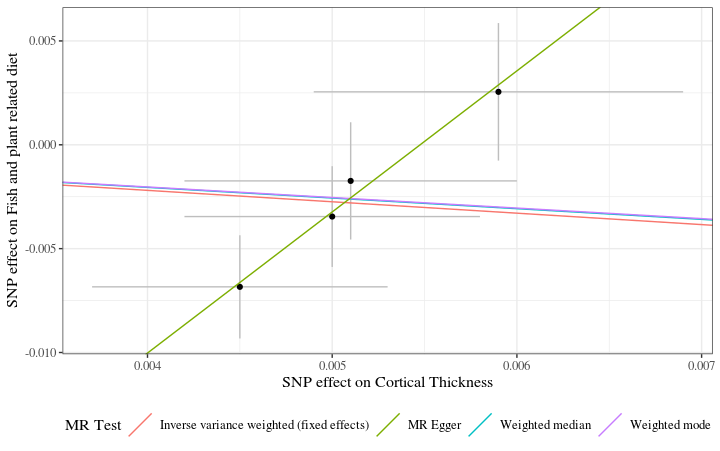 SNP effect on Fish and plant related diet
0.005
0.000
-0.005
-0.010
0.004
0.005
0.006
0.007
SNP effect on Cortical Thickness
MR Test
Inverse variance weighted (fixed effects)
MR Egger
Weighted median
Weighted mode